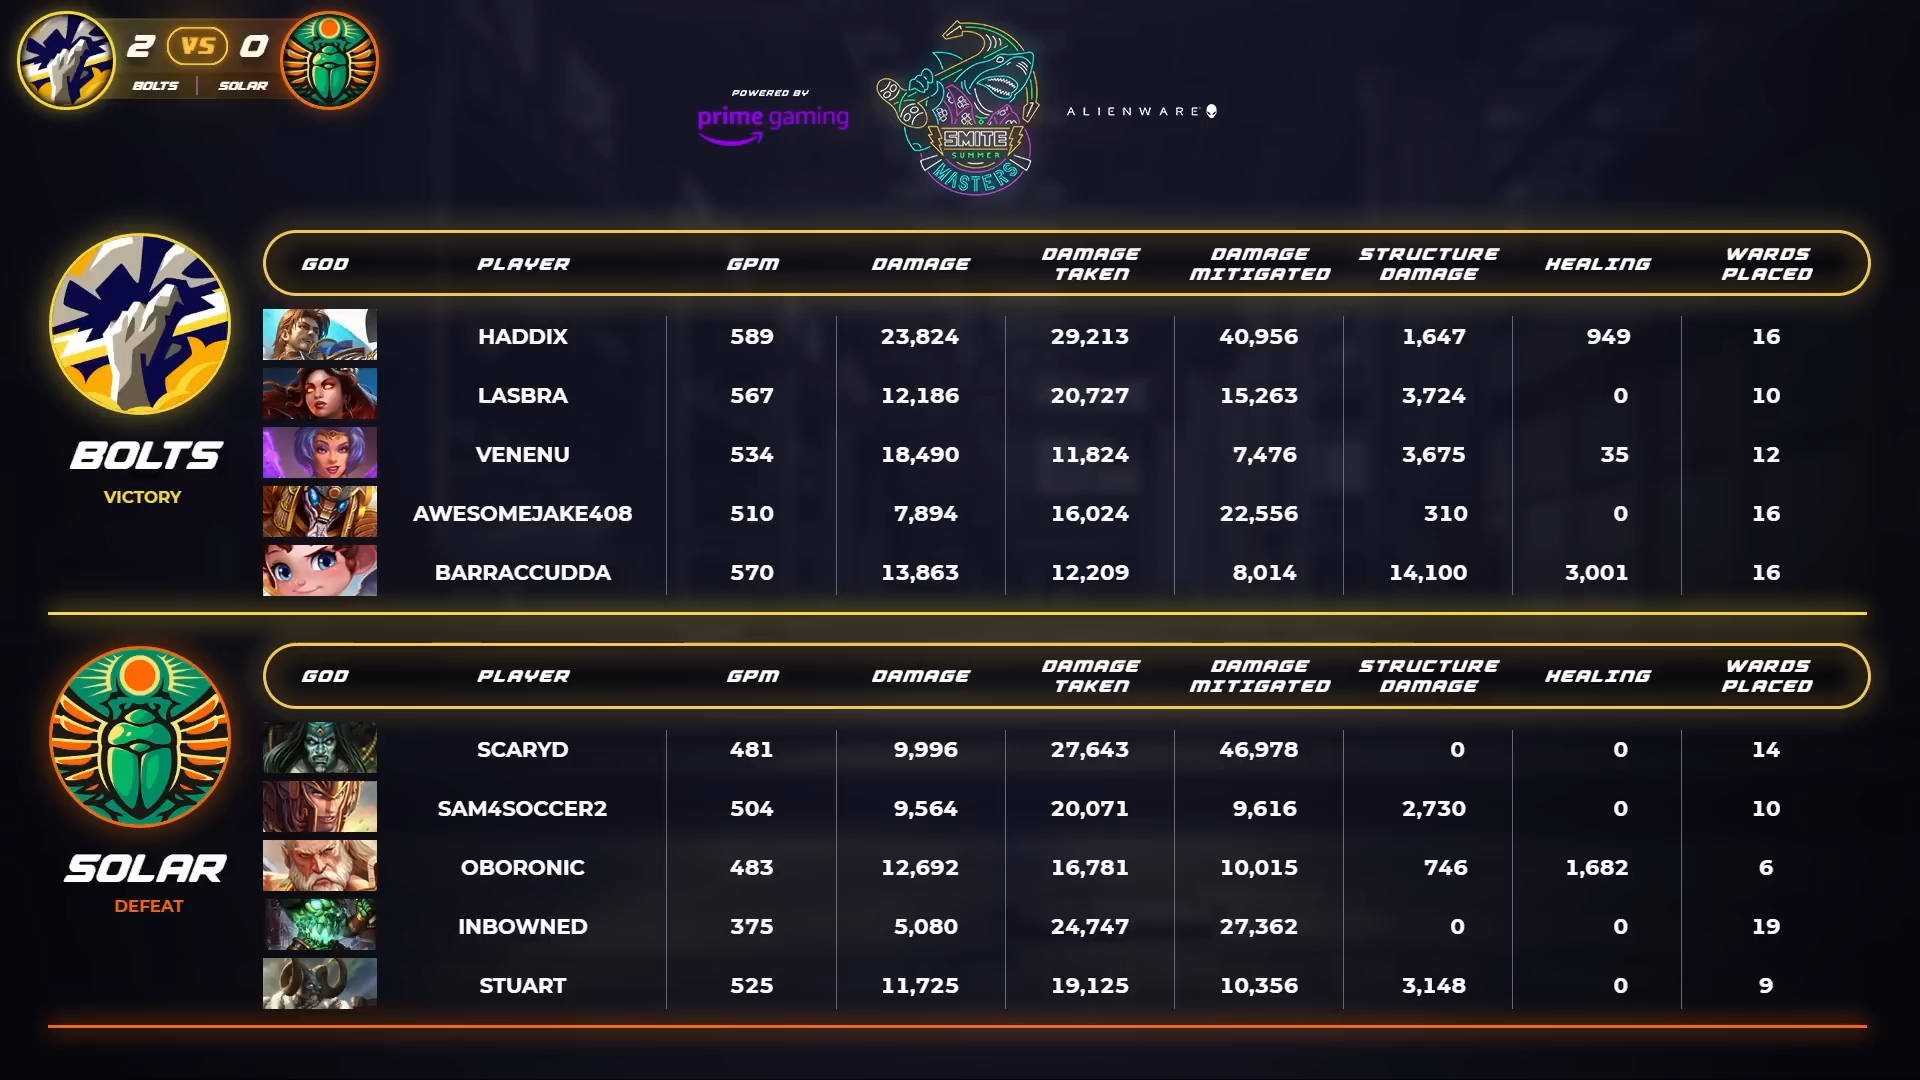 2 VS 0
BOLTS | SOLAR
POWERED BY
prime gaming
SMITE
SUMMER
MASTERS
ALIENWARE
GOD PLAYER GPM DAMAGE DAMAGE TAKEN DAMAGE MITIGATED STRUCTURE DAMAGE HEALING WARDS PLACED
HADDIX 589 23,824 29,213 40,956 1,647 949 16
LASBRA 567 12,186 20,727 15,263 3,724 0 10
VENENU 534 18,490 11,824 7,476 3,675 35 12
AWESOMEJAKE408 510 7,894 16,024 22,556 310 0 16
BARRACCUDDA 570 13,863 12,209 8,014 14,100 3,001 16
BOLTS
VICTORY
GOD PLAYER GPM DAMAGE DAMAGE TAKEN DAMAGE MITIGATED STRUCTURE DAMAGE HEALING WARDS PLACED
SCARYD 481 9,996 27,643 46,978 0 0 14
SAM4SOCCER2 504 9,564 20,071 9,616 2,730 0 10
OBORONIC 483 12,692 16,781 10,015 746 1,682 6
INBOWNED 375 5,080 24,747 27,362 0 0 19
STUART 525 11,725 19,125 10,356 3,148 0 9
SOLAR
DEFEAT